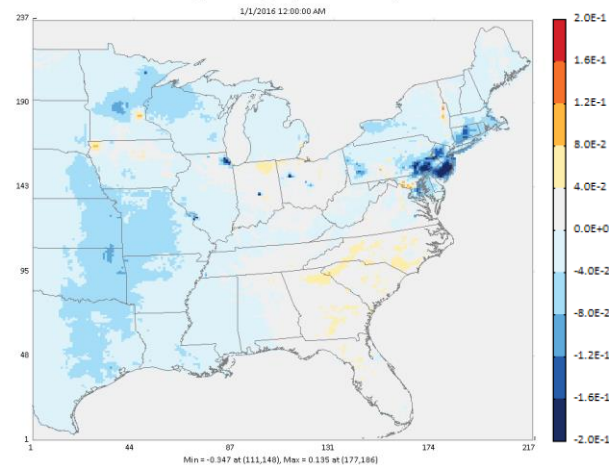 1/1/2016 12:00:00 AM
237
190
143
95
48
1
1
44
87
131
174
217
Min = -0.347 at (111,148), Max = 0.135 at (177,186)
2.0E-1
1.6E-1
1.2E-1
8.0E-2
4.0E-2
0.0E+0
-4.0E-2
-8.0E-2
-1.2E-1
-1.6E-1
-2.0E-1